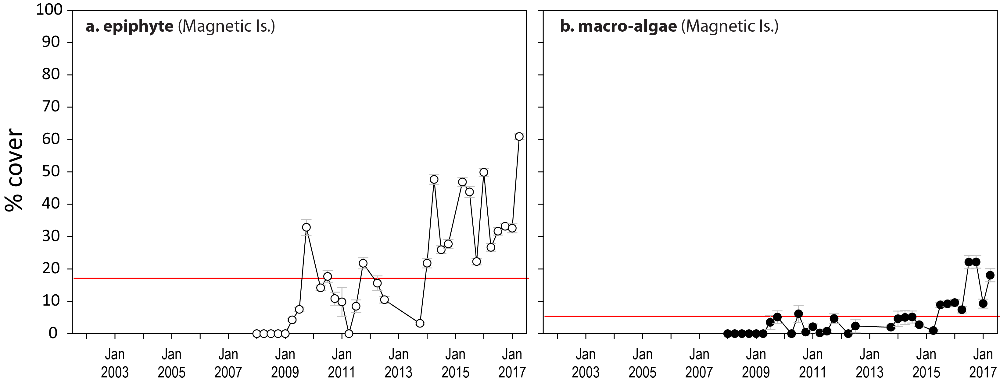 a. epiphyte (Magnetic Is.)
b. macro-algae (Magnetic Is.)
% cover
100
90
80
70
60
50
40
30
20
10
0
Jan Jan Jan Jan Jan Jan Jan Jan
2003 2005 2007 2009 2011 2013 2015 2017
Jan Jan Jan Jan Jan Jan Jan Jan
2003 2005 2007 2009 2011 2013 2015 2017